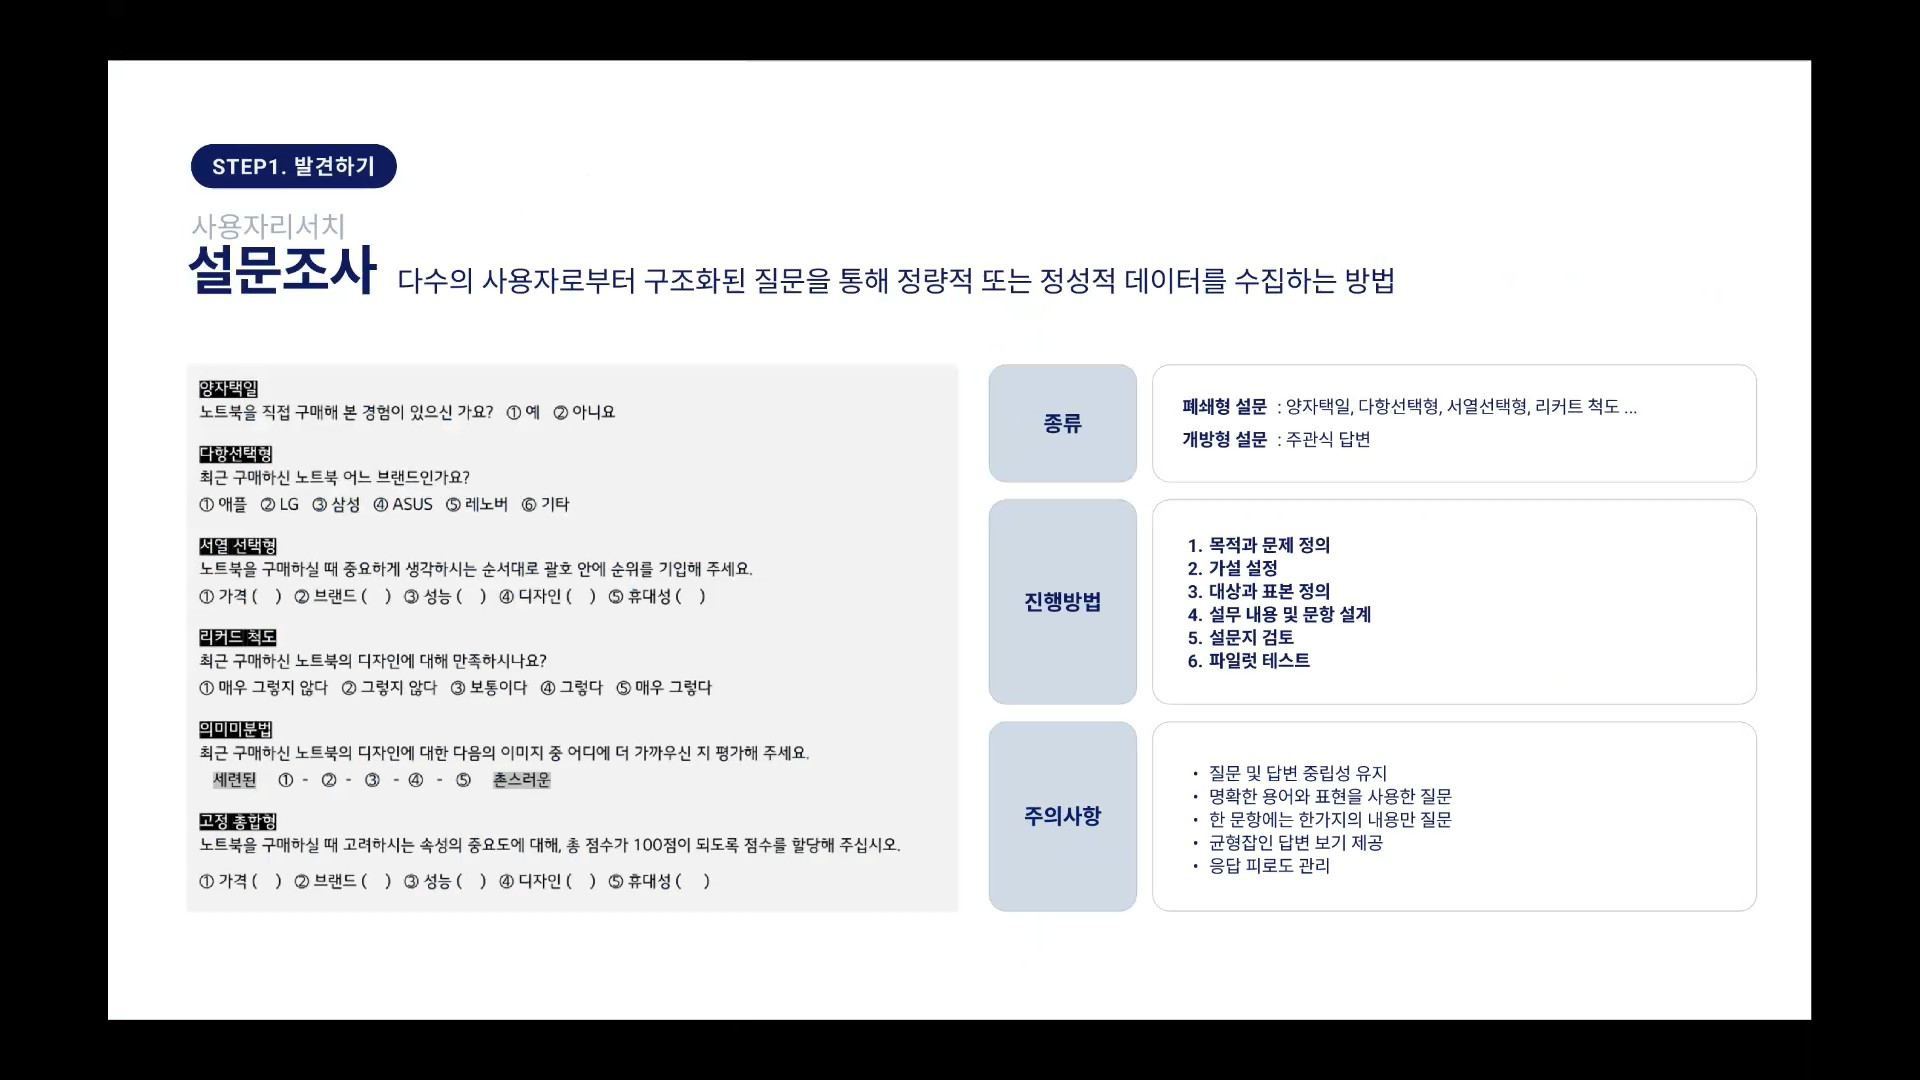 STEP1. 발견하기
사용자리서치
설문조사 다수의 사용자로부터 구조화된 질문을 통해 정량적 또는 정성적 데이터를 수집하는 방법
양자택일
노트북을 직접 구매해 본 경험이 있으신 가요? ① 예 ② 아니요
다항선택형
최근 구매하신 노트북 어느 브랜드인가요?
① 애플 ② LG ③ 삼성 ④ ASUS ⑤ 레노버 ⑥ 기타
서열 선택형
노트북을 구매하실 때 중요하게 생각하시는 순서대로 괄호 안에 순위를 기입해 주세요.
① 가격 ( ) ② 브랜드 ( ) ③ 성능 ( ) ④ 디자인 ( ) ⑤ 휴대성 ( )
리커드 척도
최근 구매하신 노트북의 디자인에 대해 만족하시나요?
① 매우 그렇지 않다 ② 그렇지 않다 ③ 보통이다 ④ 그렇다 ⑤ 매우 그렇다
의미미분법
최근 구매하신 노트북의 디자인에 대한 다음의 이미지 중 어디에 더 가까우신 지 평가해 주세요.
세련된 ① - ② - ③ - ④ - ⑤ 촌스러운
고정 총합형
노트북을 구매하실 때 고려하시는 속성의 중요도에 대해, 총 점수가 100점이 되도록 점수를 할당해 주십시오.
① 가격 ( ) ② 브랜드 ( ) ③ 성능 ( ) ④ 디자인 ( ) ⑤ 휴대성 ( )
종류
폐쇄형 설문 : 양자택일, 다항선택형, 서열선택형, 리커트 척도 ...
개방형 설문 : 주관식 답변
진행방법
1. 목적과 문제 정의
2. 가설 설정
3. 대상과 표본 정의
4. 설무 내용 및 문항 설계
5. 설문지 검토
6. 파일럿 테스트
주의사항
• 질문 및 답변 중립성 유지
• 명확한 용어와 표현을 사용한 질문
• 한 문항에는 한가지의 내용만 질문
• 균형잡인 답변 보기 제공
• 응답 피로도 관리